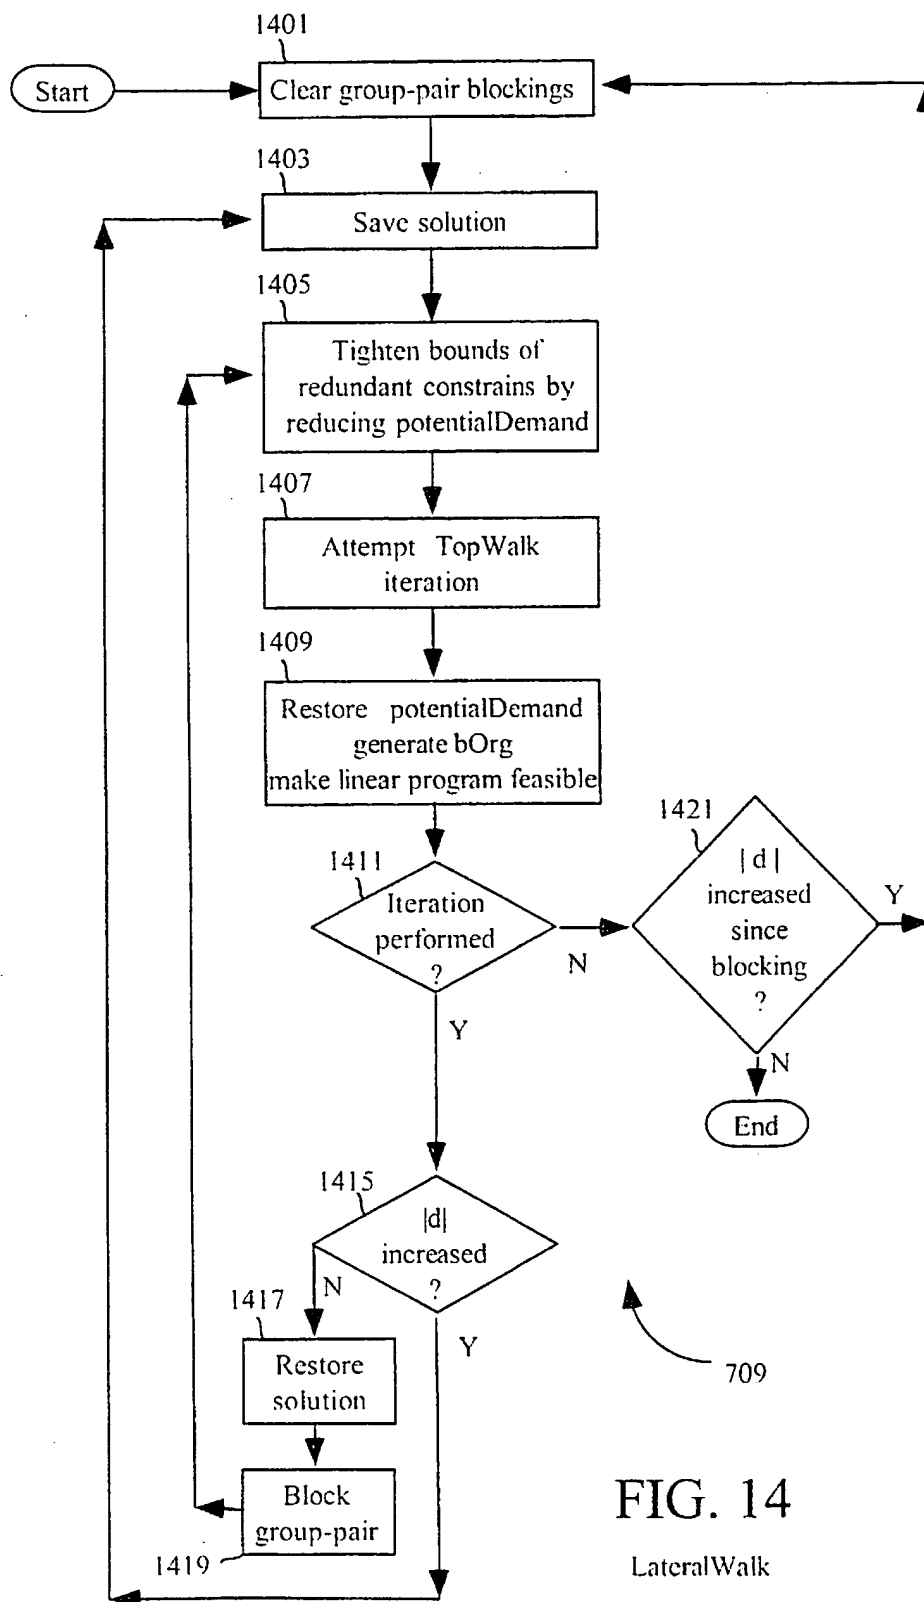 1401
Start
Clear group-pair blockings
1403
Save solution
1405
Tighten bounds of
redundant constrains by
reducing potentialDemand
1407
Attempt TopWalk
iteration
1409
Restore potentialDemand
generate bOrg
make linear program feasible
1411
Iteration
performed
?
N
Y
1421
| d |
increased
since
blocking
?
Y
N
End
1415
|d|
increased
?
N
Y
1417
Restore
solution
Block
group-pair
1419
709
FIG. 14
LateralWalk